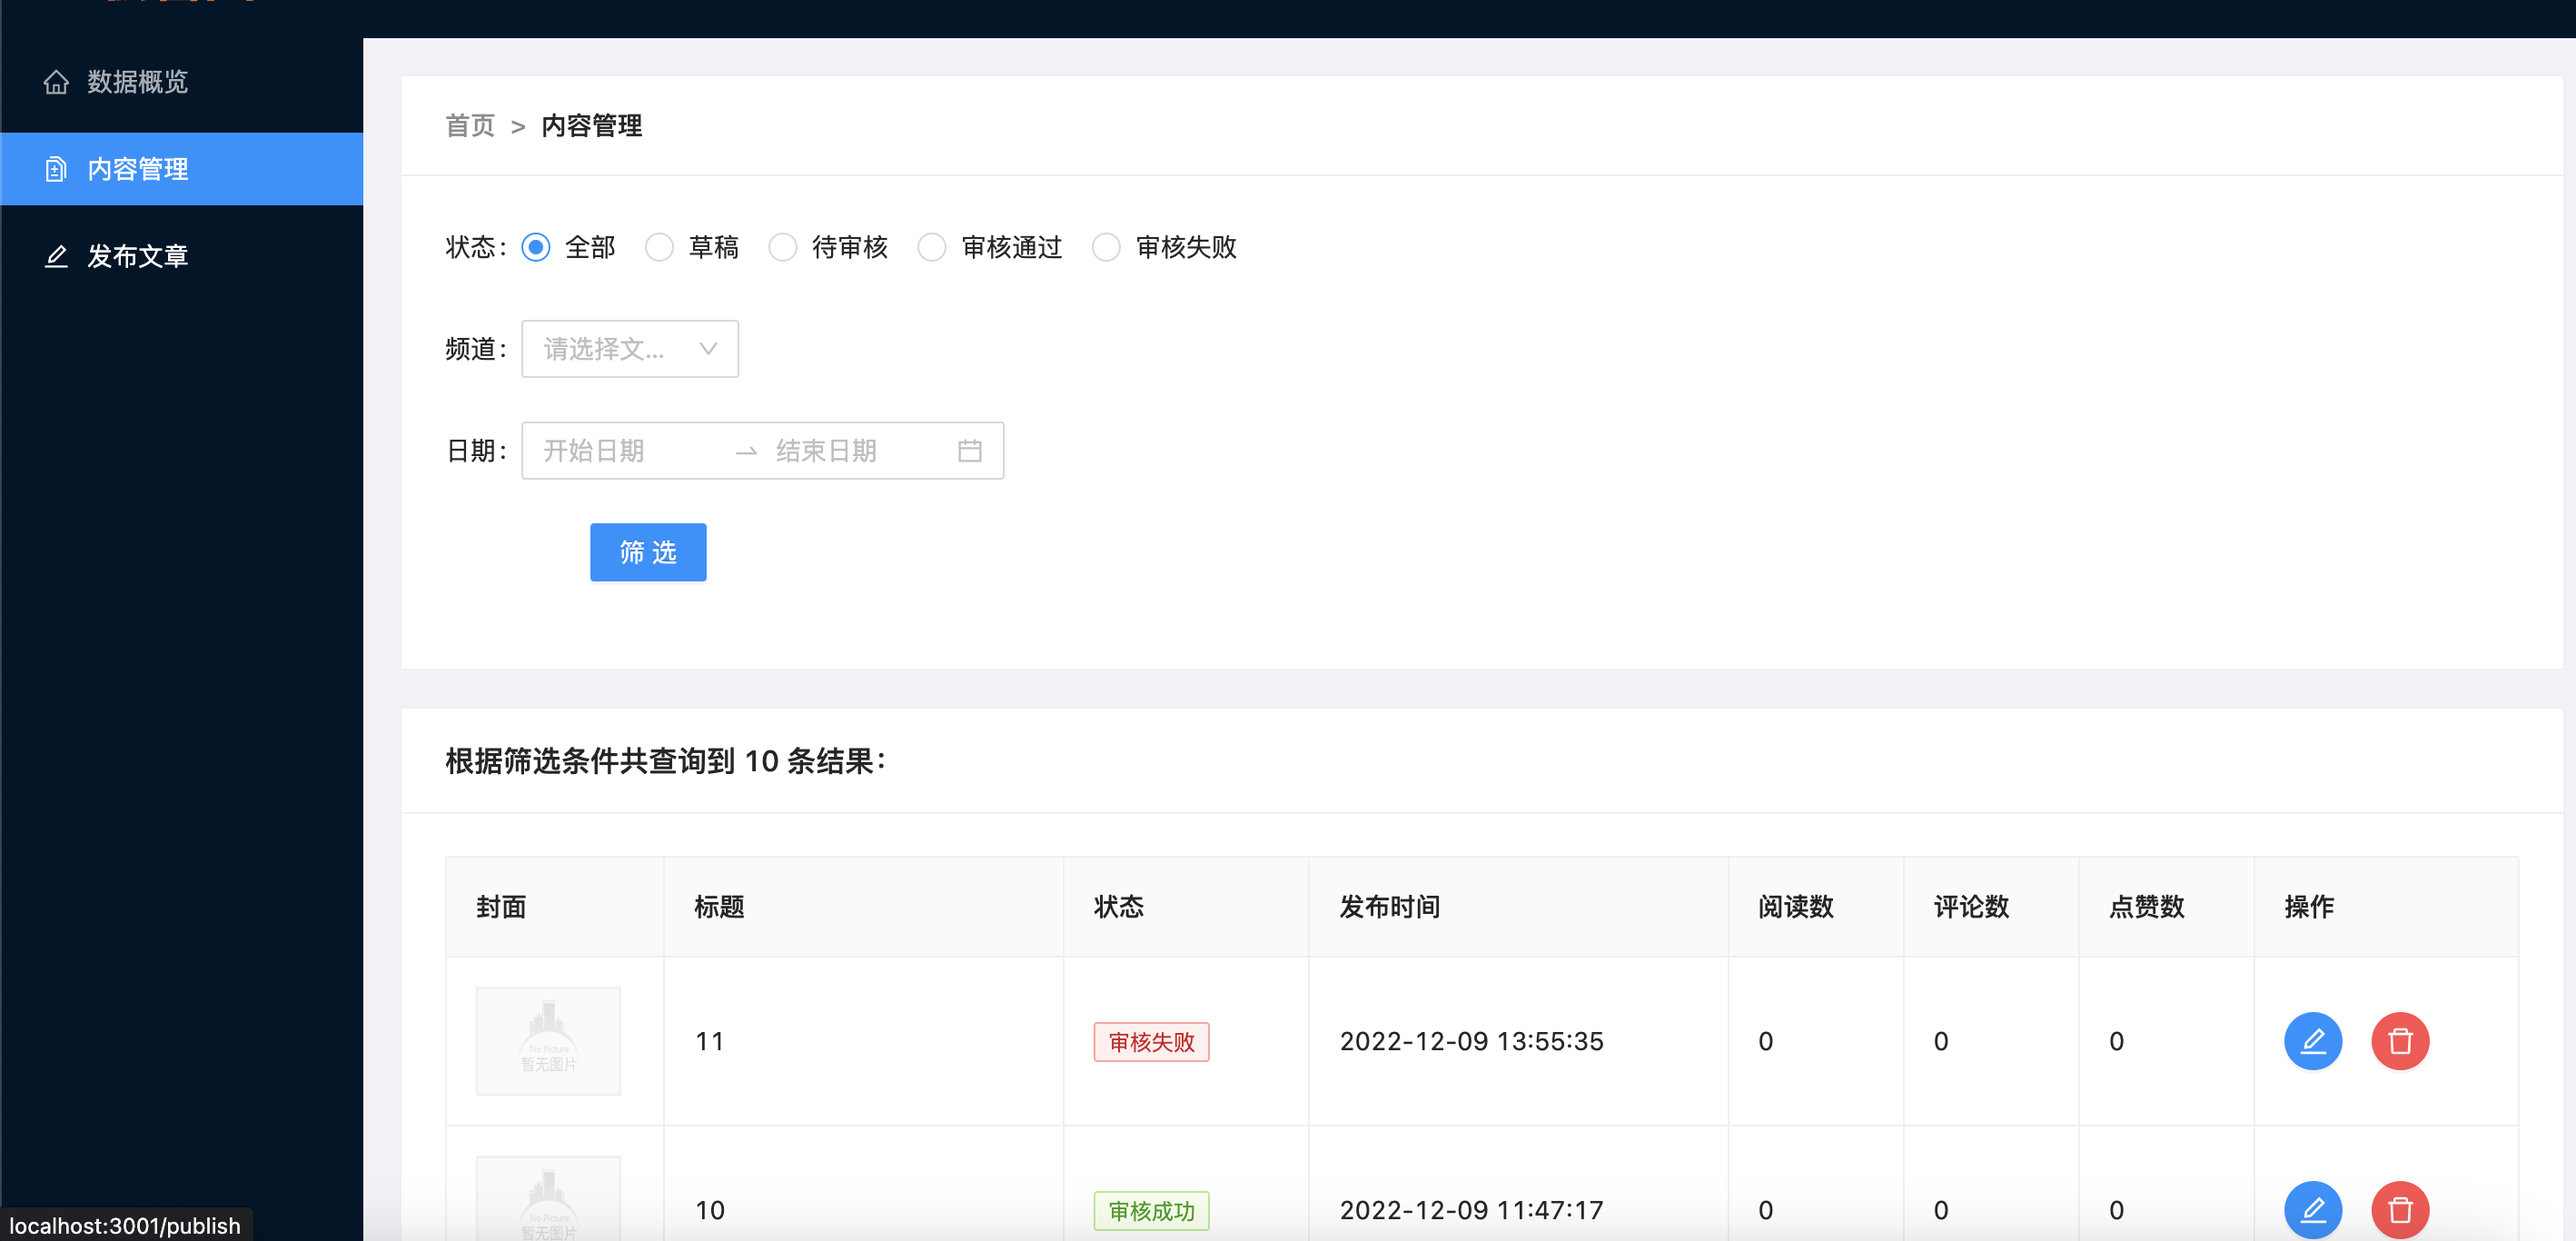 数据概览
内容管理
发布文章
首页 > 内容管理
状态: 全部 草稿 待审核 审核通过 审核失败
频道: 请选择文...
日期: 开始日期 结束日期
筛 选
根据筛选条件共查询到 10 条结果:
封面 标题 状态 发布时间 阅读数 评论数 点赞数 操作
No Picture
暂无图片
11 审核失败 2022-12-09 13:55:35 0 0 0
No Picture
暂无图片
10 审核成功 2022-12-09 11:47:17 0 0 0
localhost:3001/publish